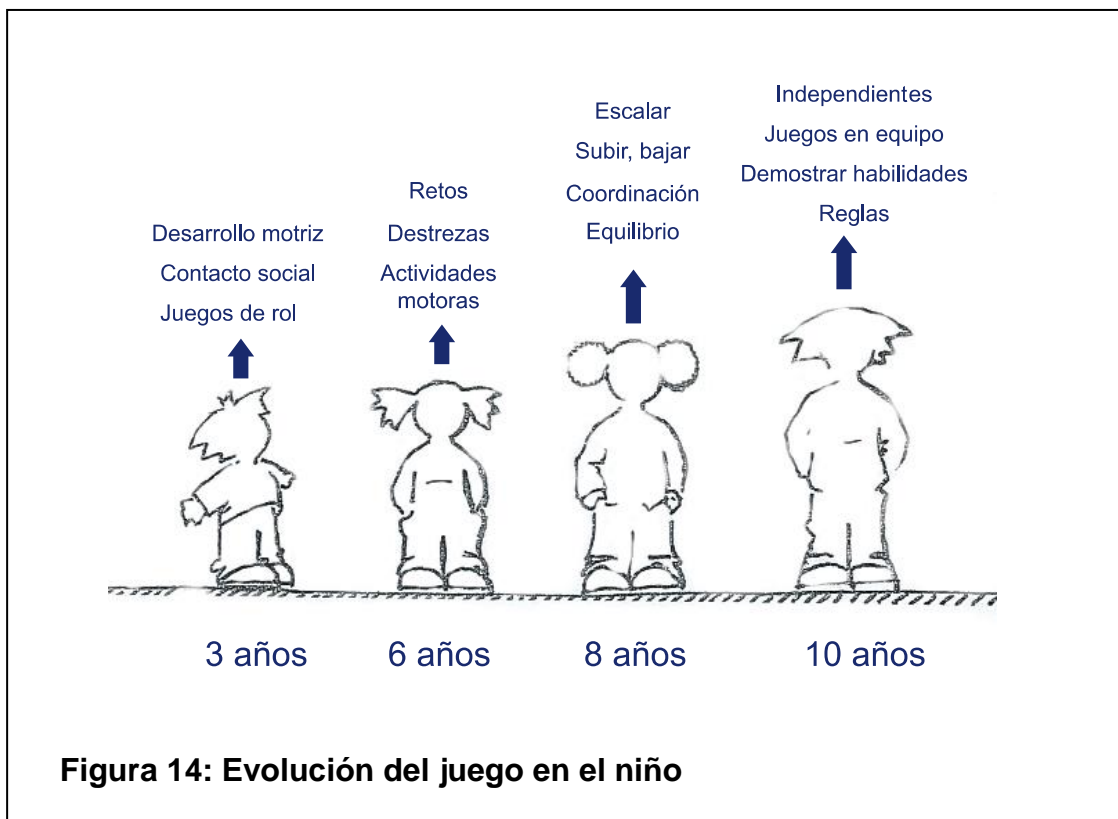 Desarrollo motriz
Contacto social
Juegos de rol
Retos
Destrezas
Actividades
motoras
Escalar
Subir, bajar
Coordinación
Equilibrio
Independientes
Juegos en equipo
Demostrar habilidades
Reglas
3 años
6 años
8 años
10 años
Figura 14: Evolución del juego en el niño